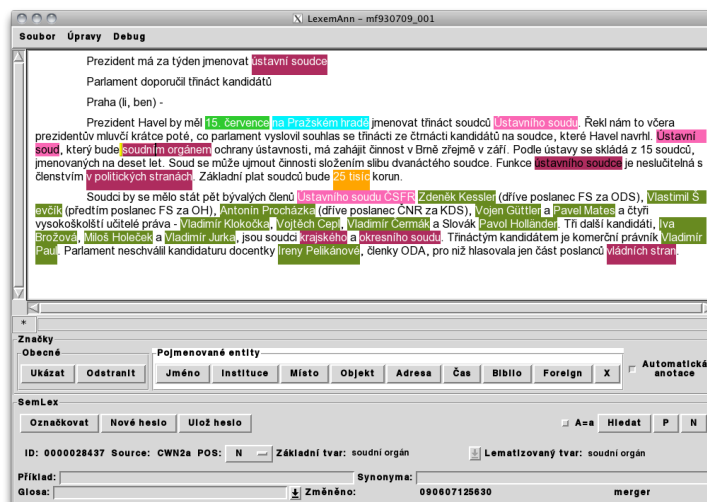 LexemAnn - mf930709_001
Soubor Úpravy Debug
Prezident má za týden jmenovat ústavní soudce
Parlament doporučil třináct kandidátů
Praha (li, ben) -
Prezident Havel by měl 15. července na Pražském hradě jmenovat třináct soudců Ústavního soudu. Řekl nám to včera
prezidentův mluvčí krátce poté, co parlament vyslovil souhlas se třinácti ze čtrnácti kandidátů na soudce, které Havel navrhl. Ústavní
soud, který bude soudním orgánem ochrany ústavnosti, má zahájit činnost v Brně zřejmě v září. Podle ústavy se skládá z 15 soudců,
jmenovaných na deset let. Soud se může ujmout činnosti složením slibu dvanáctého soudce. Funkce ústavního soudce je neslučitelná s
členstvím v politických stranách. Základní plat soudců bude 25 tisíc korun.
Soudci by se mělo stát pět bývalých členů Ústavního soudu ČSFR Zdeněk Kessler (dříve poslanec FS za ODS), Vlastimil Š
evčík (předtím poslanec FS za OH), Antonín Procházka (dříve poslanec ČNR za KDS), Vojen Güttler a Pavel Mates a čtyři
vysokoškolští učitelé práva - Vladimír Klokočka, Vojtěch Cepl, Vladimír Čermák a Slovák Pavol Holländer. Tři další kandidáti, Iva
Brožová, Miloš Holeček a Vladimír Jurka, jsou soudci krajského a okresního soudu. Třináctým kandidátem je komerční právník Vladimír
Paul. Parlament neschválil kandidaturu docentky Ireny Pelikánové, členky ODA, pro niž hlasovala jen část poslanců vládních stran.
*
Značky
Obecné Pojmenované entity
Ukázat Odstranit Jméno Instituce Místo Objekt Adresa Čas Biblio Foreign X Automatická
anotace
SemLex
Označkovat Nové heslo Ulož heslo A=a Hledat P N
ID: 0000028437 Source: CWN2a POS: N Základní tvar: soudní orgán Lematizovaný tvar: soudní orgán
Příklad: Synonyma:
Glosa: Změněno: 090607125630 merger